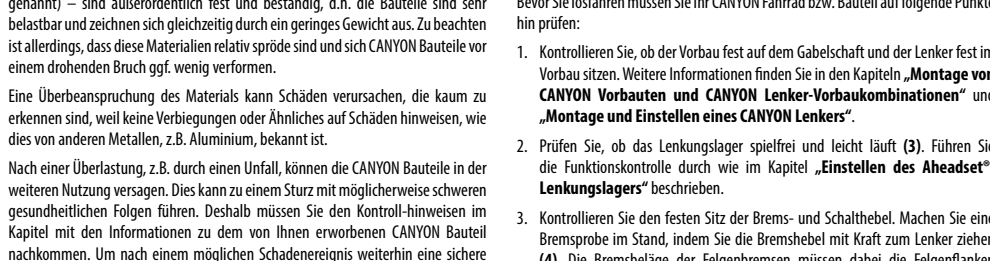 genannt) – sind außerordentlich fest und beständig, d.h. die Bauteile sind sehr
belastbar und zeichnen sich gleichzeitig durch ein geringes Gewicht aus. Zu beachten
ist allerdings, dass diese Materialien relativ spröde sind und sich CANYON Bauteile vor
einem drohenden Bruch ggf. wenig verformen.
Eine Überbeanspruchung des Materials kann Schäden verursachen, die kaum zu
erkennen sind, weil keine Verbiegungen oder Ähnliches auf Schäden hinweisen, wie
dies von anderen Metallen, z.B. Aluminium, bekannt ist.
Nach einer Überlastung, z.B. durch einen Unfall, können die CANYON Bauteile in der
weiteren Nutzung versagen. Dies kann zu einem Sturz mit möglicherweise schweren
gesundheitlichen Folgen führen. Deshalb müssen Sie den Kontroll-hinweisen im
Kapitel mit den Informationen zu dem von Ihnen erworbenen CANYON Bauteil
nachkommen. Um nach einem möglichen Schadenereignis weiterhin eine sichere
Bevor Sie losfahren müssen Sie Ihr CANYON Fahrrad bzw. Bauteil auf folgende Punkte
hin prüfen:
1. Kontrollieren Sie, ob der Vorbau fest auf dem Gabelschaft und der Lenker fest im
Vorbau sitzen. Weitere Informationen finden Sie in den Kapiteln „Montage von
CANYON Vorbauten und CANYON Lenker-Vorbaukombinationen“ und
„Montage und Einstellen eines CANYON Lenkers“.
2. Prüfen Sie, ob das Lenkungslager spielfrei und leicht läuft (3). Führen Sie
die Funktionskontrolle durch wie im Kapitel „Einstellen des Aheadset®-
Lenkungslagers“ beschrieben.
3. Kontrollieren Sie den festen Sitz der Brems- und Schalthebel. Machen Sie eine
Bremsprobe im Stand, indem Sie die Bremshebel mit Kraft zum Lenker ziehen
(4). Die Bremsbeläge der Felgenbremsen müssen dabei die Felgenflanken